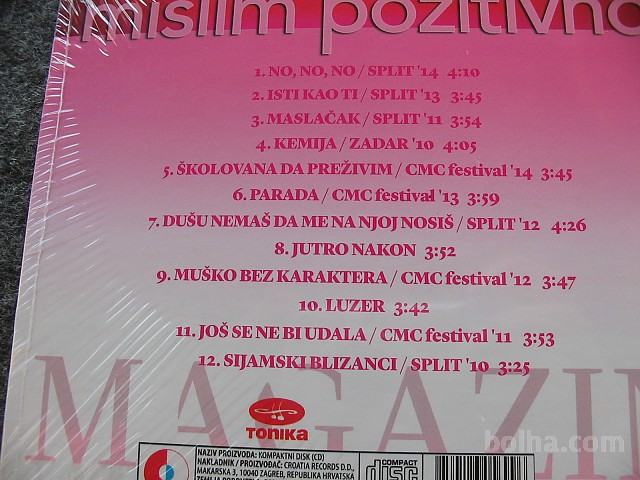 mislim pozitivno
1. NO, NO, NO / SPLIT '14 4:10
2. ISTI KAO TI / SPLIT '13 3:45
3. MASLAČAK / SPLIT '11 3:54
4. KEMIJA / ZADAR '10 4:05
5. ŠKOLOVANA DA PREŽIVIM / CMC festival '14 3:45
6. PARADA / CMC festival '13 3:59
7. DUŠU NEMAŠ DA ME NA NJOJ NOSIŠ / SPLIT '12 4:26
8. JUTRO NAKON 3:52
9. MUŠKO BEZ KARAKTERA / CMC festival '12 3:47
10. LUZER 3:42
11. JOŠ SE NE BI UDALA / CMC festival '11 3:53
12. SIJAMSKI BLIZANCI / SPLIT '10 3:25
MAGAZIN
TONIKA
NAZIV PROIZVODA: KOMPAKTNI DISK (CD)
NAKLADNIK / PROIZVOĐAČ: CROATIA RECORDS D.D.,
MAKARSKA 3, 10040 ZAGREB, REPUBLIKA HRVATSKA
COMPACT
disc
bolha.com